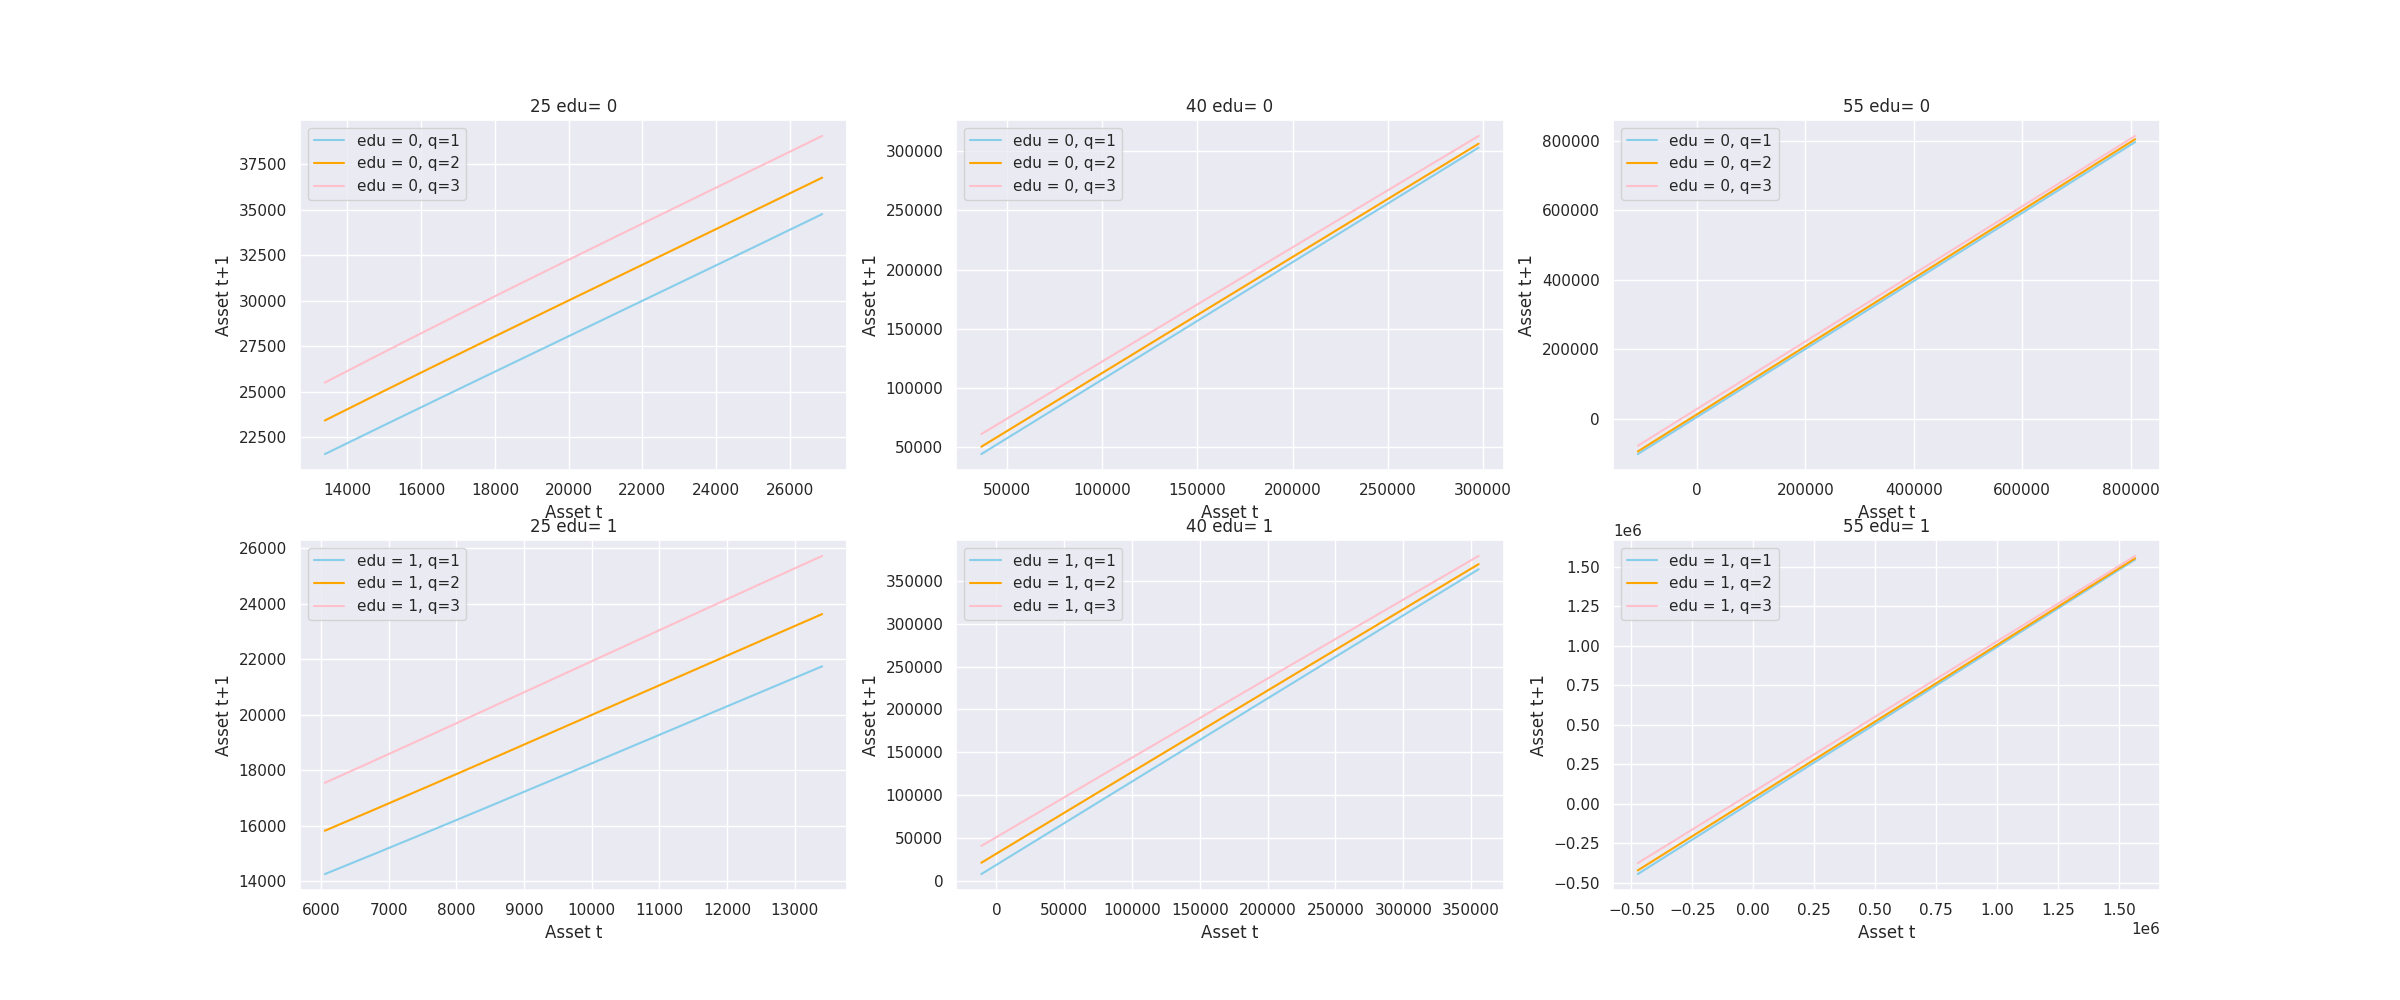 25 edu= 0
edu = 0, q=1
edu = 0, q=2
edu = 0, q=3
37500
35000
32500
30000
27500
25000
22500
Asset t+1
14000 16000 18000 20000 22000 24000 26000
Asset t
40 edu= 0
edu = 0, q=1
edu = 0, q=2
edu = 0, q=3
300000
250000
200000
150000
100000
50000
Asset t+1
50000 100000 150000 200000 250000 300000
Asset t
55 edu= 0
edu = 0, q=1
edu = 0, q=2
edu = 0, q=3
800000
600000
400000
200000
0
Asset t+1
0 200000 400000 600000 800000
Asset t
25 edu= 1
edu = 1, q=1
edu = 1, q=2
edu = 1, q=3
26000
24000
22000
20000
18000
16000
14000
Asset t+1
6000 7000 8000 9000 10000 11000 12000 13000
Asset t
40 edu= 1
edu = 1, q=1
edu = 1, q=2
edu = 1, q=3
350000
300000
250000
200000
150000
100000
50000
0
Asset t+1
0 50000 100000 150000 200000 250000 300000 350000
Asset t
55 edu= 1
1e6
edu = 1, q=1
edu = 1, q=2
edu = 1, q=3
1.50
1.25
1.00
0.75
0.50
0.25
0.00
−0.25
−0.50
Asset t+1
−0.50 −0.25 0.00 0.25 0.50 0.75 1.00 1.25 1.50
1e6
Asset t